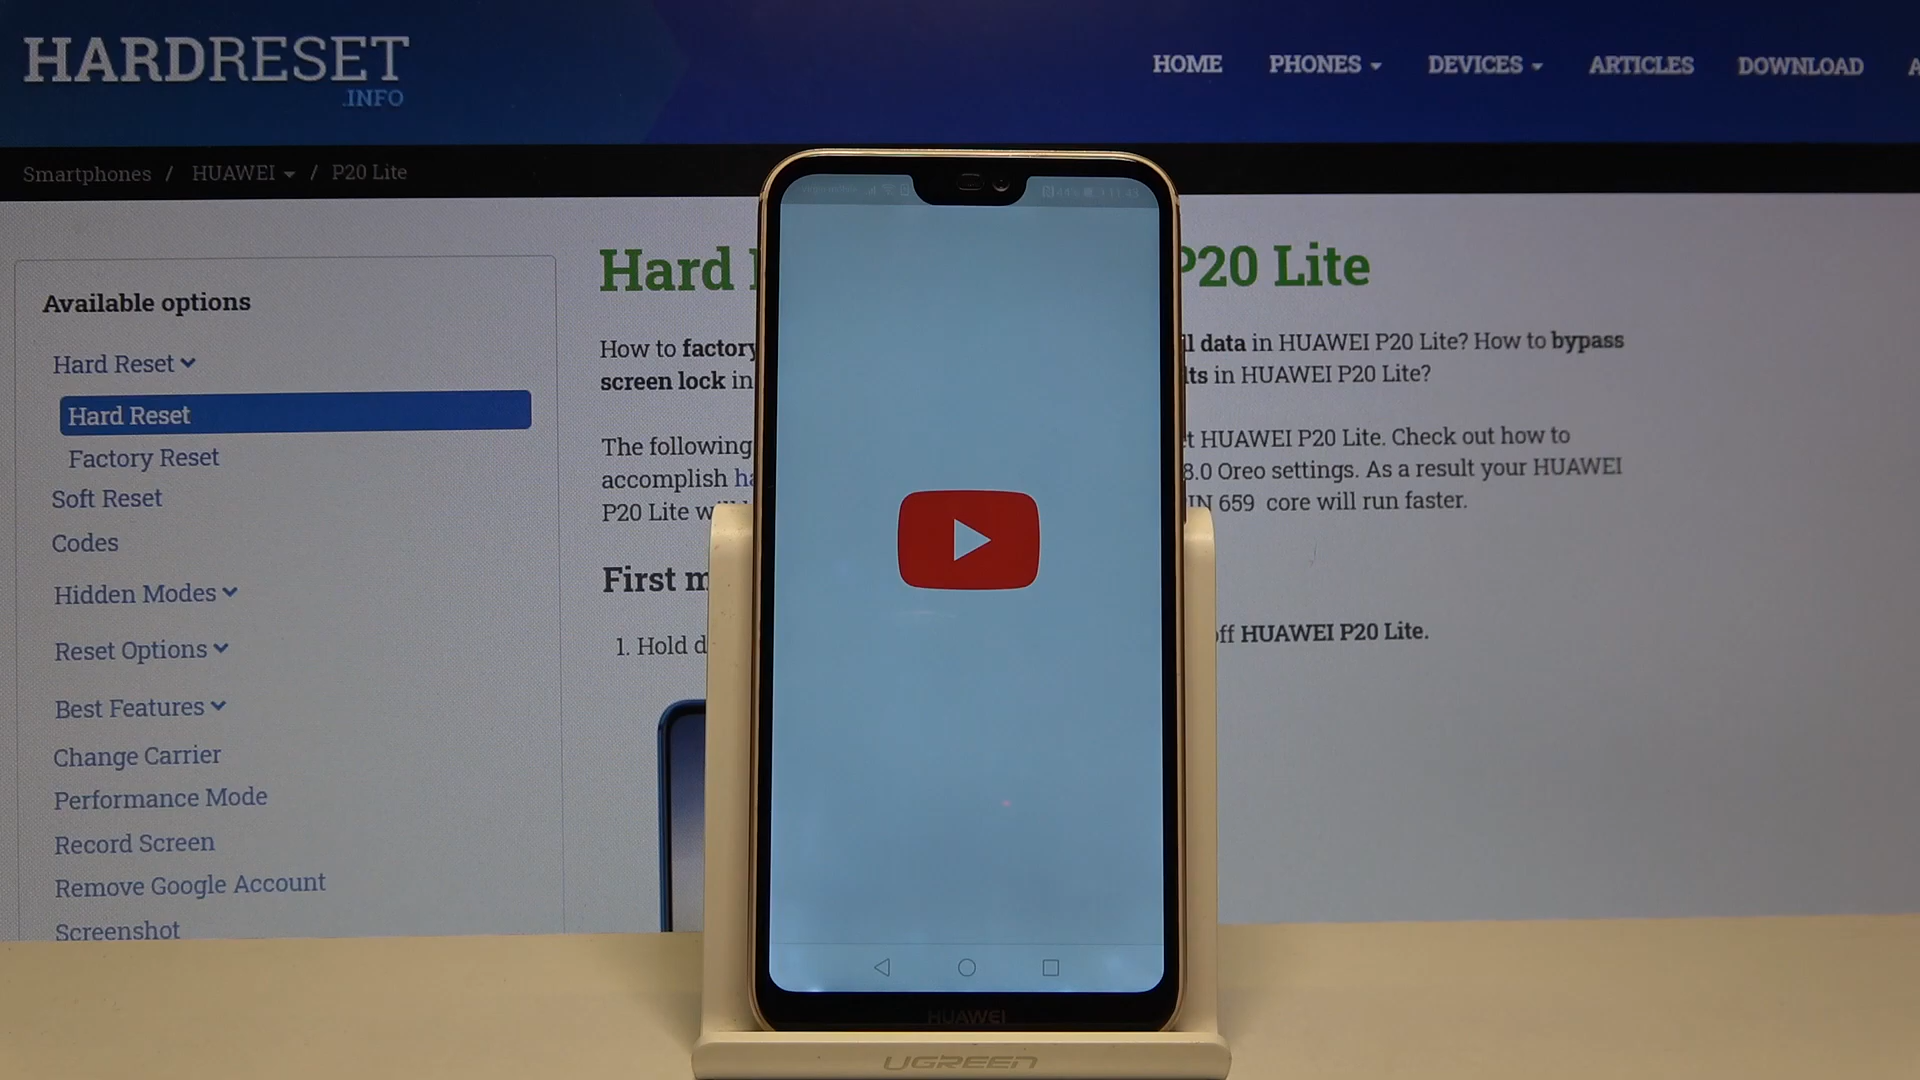 HARDRESET
.INFO
HOME PHONES DEVICES ARTICLES DOWNLOAD
Smartphones / HUAWEI / P20 Lite
Available options
Hard Reset
Hard Reset
Factory Reset
Soft Reset
Codes
Hidden Modes
Reset Options
Best Features
Change Carrier
Performance Mode
Record Screen
Remove Google Account
Screenshot
Hard P20 Lite
How to factory data in HUAWEI P20 Lite? How to bypass
screen lock in in HUAWEI P20 Lite?
The following HUAWEI P20 Lite. Check out how to
accomplish 8.0 Oreo settings. As a result your HUAWEI
P20 Lite 659 core will run faster.
First
1. Hold HUAWEI P20 Lite.
HUAWEI
UGREEN